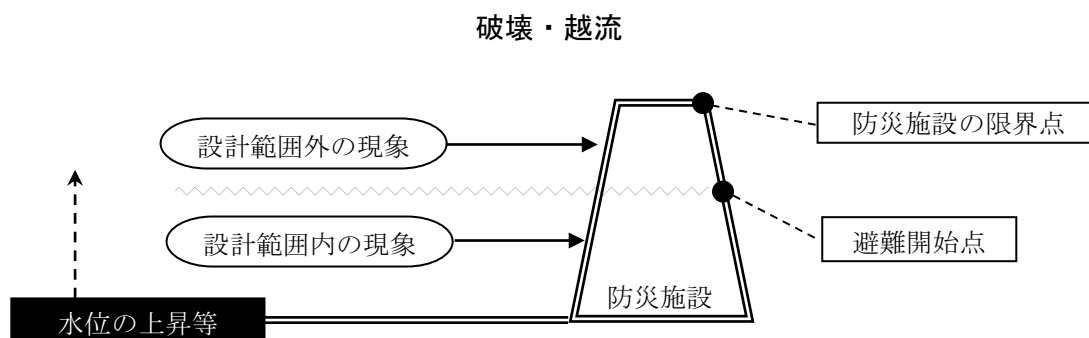 破壊・越流
設計範囲外の現象
防災施設の限界点
設計範囲内の現象
避難開始点
防災施設
水位の上昇等